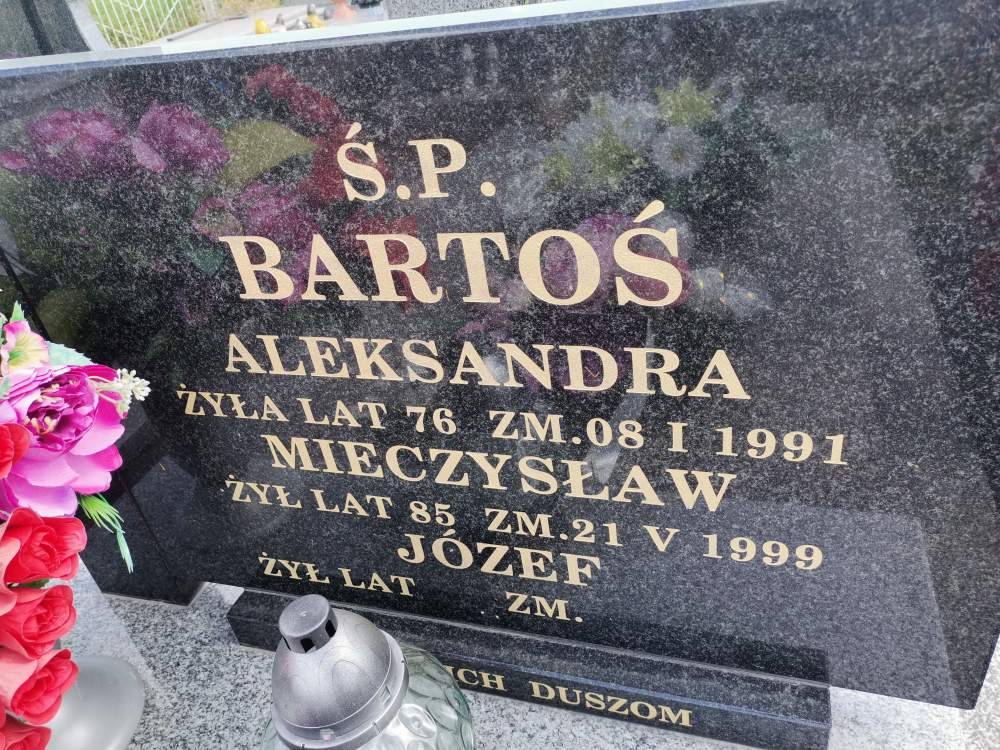 Ś.P.
BARTOŚ
ALEKSANDRA
ŻYŁA LAT 76 ZM.08 I 1991
MIECZYSŁAW
ŻYŁ LAT 85 ZM.21 V 1999
JÓZEF
ŻYŁ LAT ZM.
DUSZOM